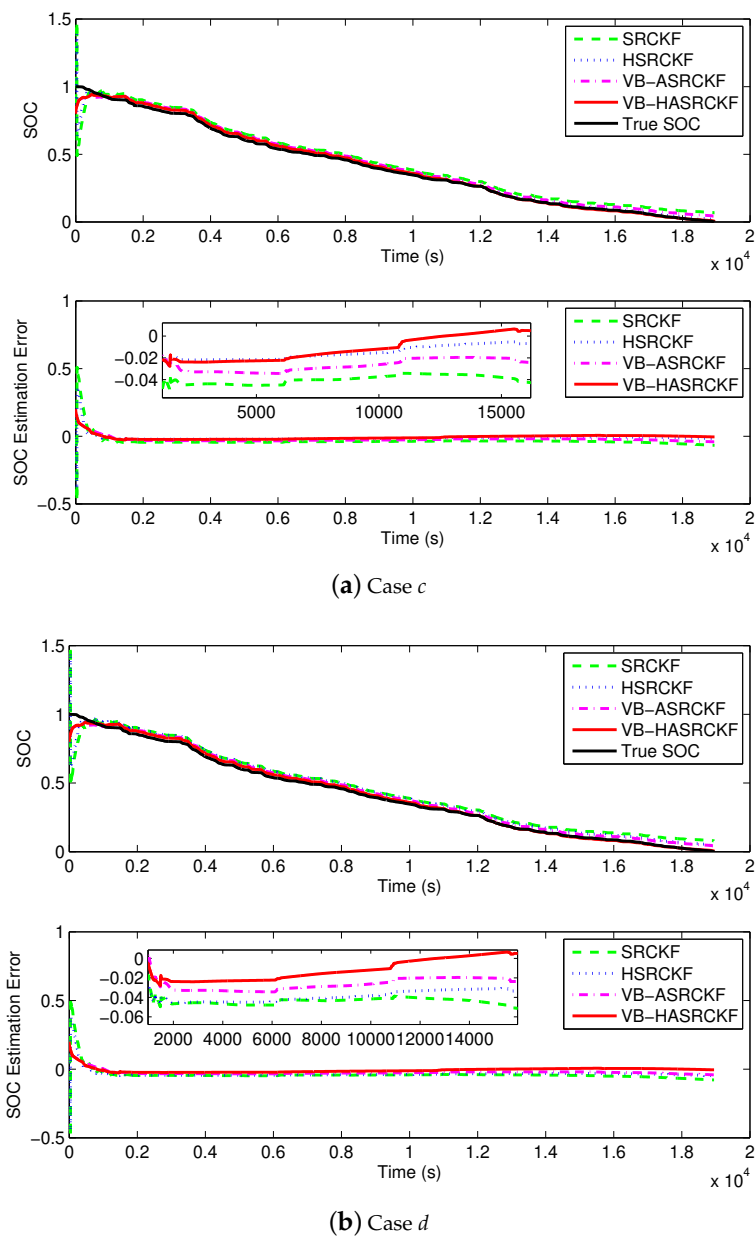 1.5
1
0.5
0
SOC
SRCKF
HSRCKF
VB−ASRCKF
VB−HASRCKF
True SOC
0 0.2 0.4 0.6 0.8 1 1.2 1.4 1.6 1.8 2
Time (s)
x 10^4
1
0.5
0
−0.5
SOC Estimation Error
0
−0.02
−0.04
5000 10000 15000
SRCKF
HSRCKF
VB−ASRCKF
VB−HASRCKF
0 0.2 0.4 0.6 0.8 1 1.2 1.4 1.6 1.8 2
Time (s)
x 10^4
(a) Case c
1.5
1
0.5
0
SOC
SRCKF
HSRCKF
VB−ASRCKF
VB−HASRCKF
True SOC
0 0.2 0.4 0.6 0.8 1 1.2 1.4 1.6 1.8 2
Time (s)
x 10^4
1
0.5
0
−0.5
SOC Estimation Error
0
−0.02
−0.04
−0.06
2000 4000 6000 8000 10000 12000 14000
SRCKF
HSRCKF
VB−ASRCKF
VB−HASRCKF
0 0.2 0.4 0.6 0.8 1 1.2 1.4 1.6 1.8 2
Time (s)
x 10^4
(b) Case d